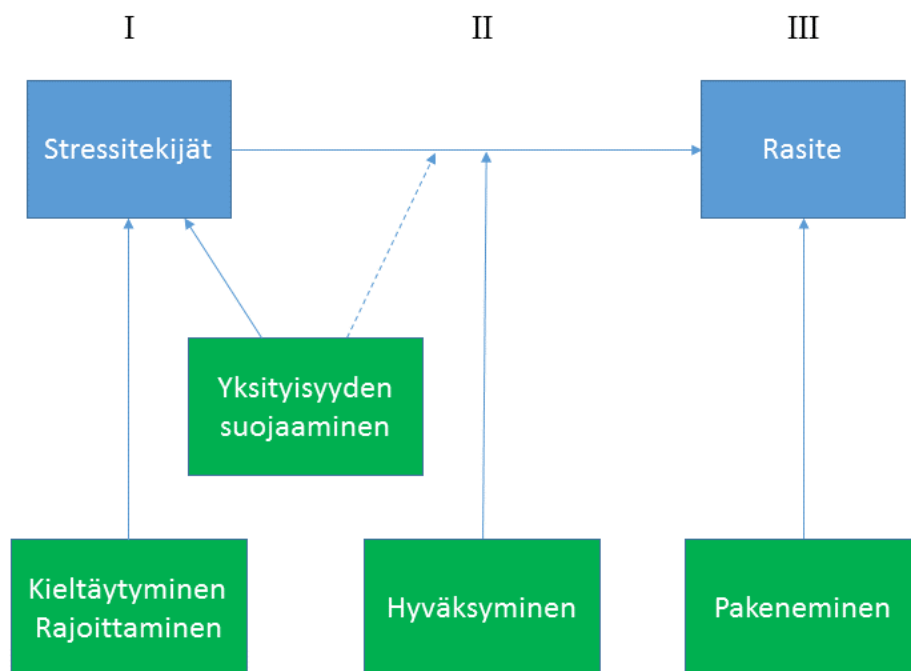 I
II
III
Stressitekijät
Rasite
Yksityisyyden
suojaaminen
Kieltäytyminen
Rajoittaminen
Hyväksyminen
Pakeneminen